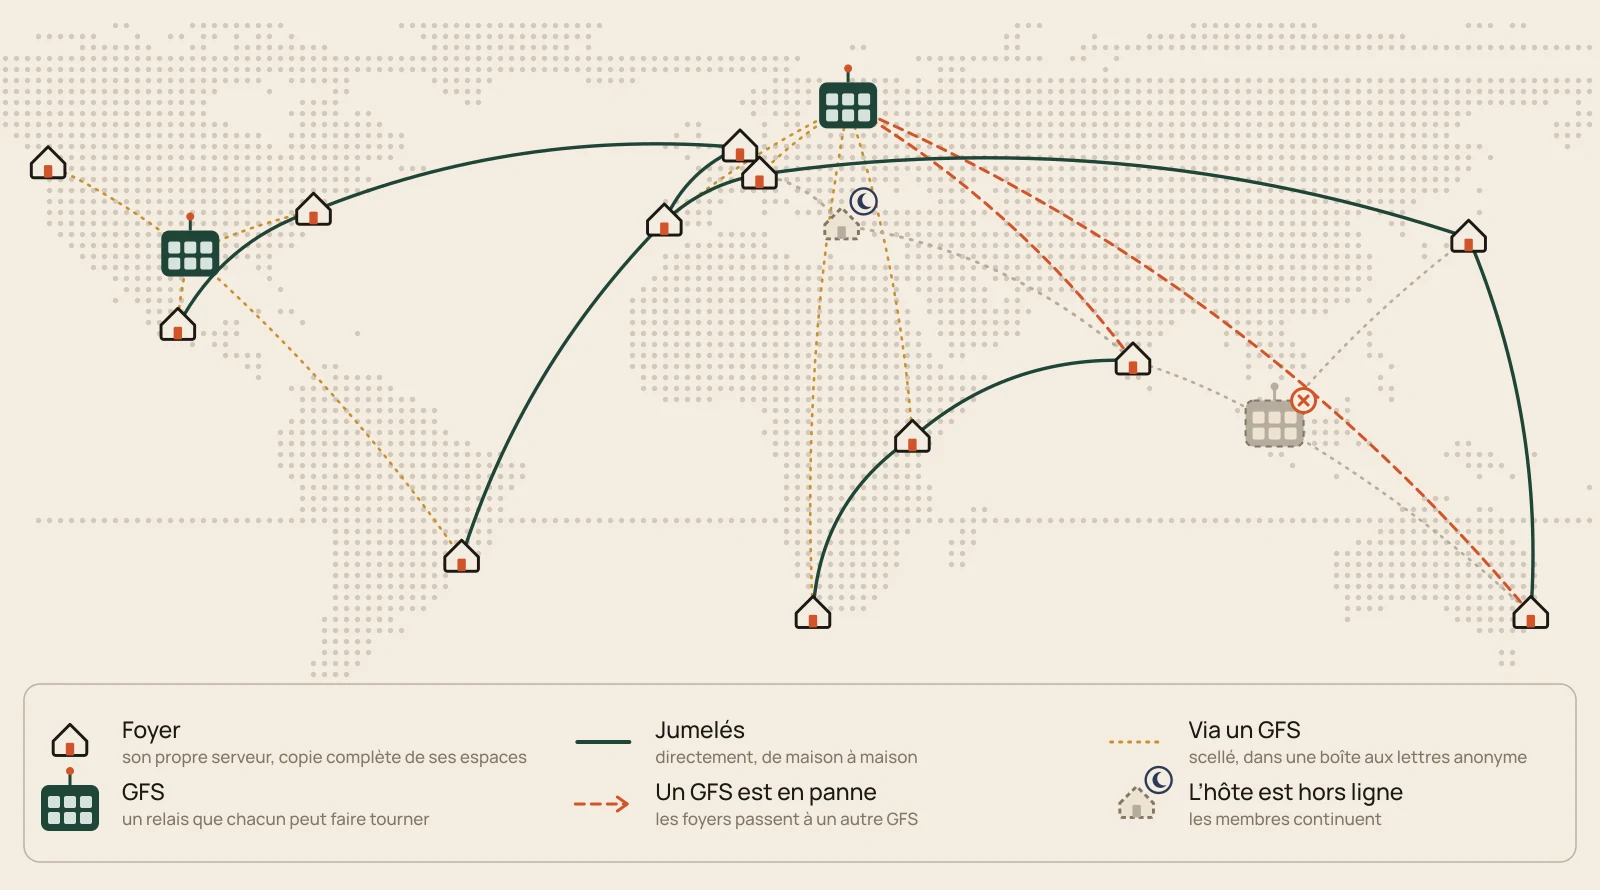 Foyer
son propre serveur, copie complète de ses espaces
GFS
un relais que chacun peut faire tourner
Jumelés
directement, de maison à maison
Un GFS est en panne
les foyers passent à un autre GFS
Via un GFS
scellé, dans une boîte aux lettres anonyme
L’hôte est hors ligne
les membres continuent